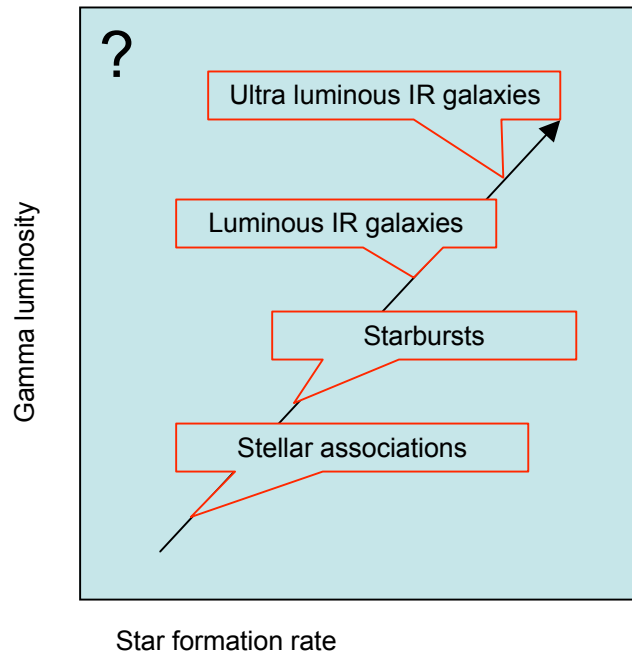 ?
Ultra luminous IR galaxies
Luminous IR galaxies
Starbursts
Stellar associations
Gamma luminosity
Star formation rate